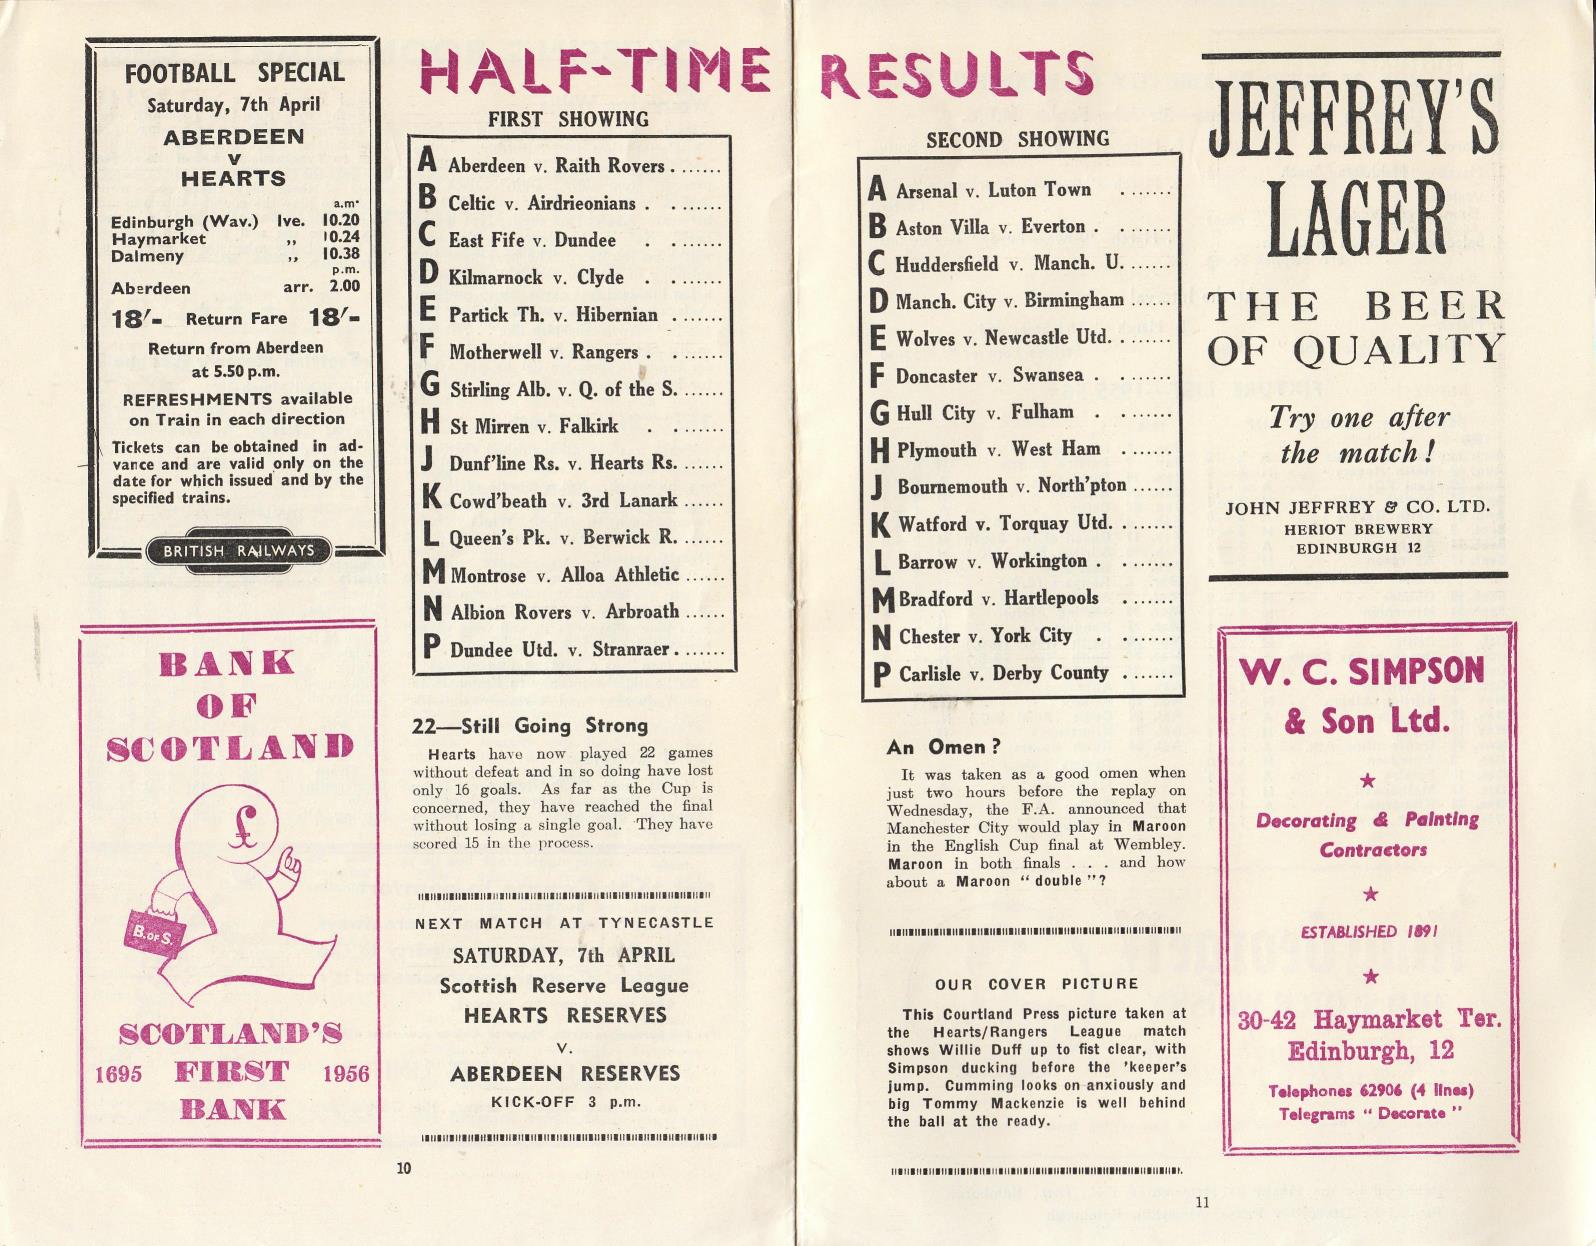 FOOTBALL SPECIAL
Saturday, 7th April
ABERDEEN
v
HEARTS
a.m.
Edinburgh (Wav.) lve. 10.20
Haymarket ,, 10.24
Dalmeny ,, 10.38
p.m.
Aberdeen arr. 2.00
18/- Return Fare 18/-
Return from Aberdeen
at 5.50 p.m.
REFRESHMENTS available
on Train in each direction
Tickets can be obtained in ad-
vance and are valid only on the
date for which issued and by the
specified trains.
BRITISH RAILWAYS
BANK
OF
SCOTLAND
£
B. OF S.
SCOTLAND'S
1695 FIRST 1956
BANK
HALF-TIME RESULTS
FIRST SHOWING
A Aberdeen v. Raith Rovers . ......
B Celtic v. Airdrieonians . . ......
C East Fife v. Dundee . . ......
D Kilmarnock v. Clyde . . ......
E Partick Th. v. Hibernian . ......
F Motherwell v. Rangers . . ......
G Stirling Alb. v. Q. of the S. ......
H St Mirren v. Falkirk . . ......
J Dunf'line Rs. v. Hearts Rs. ......
K Cowd'beath v. 3rd Lanark . ......
L Queen's Pk. v. Berwick R. ......
M Montrose v. Alloa Athletic ......
N Albion Rovers v. Arbroath ......
P Dundee Utd. v. Stranraer . ......
22—Still Going Strong
Hearts have now played 22 games
without defeat and in so doing have lost
only 16 goals. As far as the Cup is
concerned, they have reached the final
without losing a single goal. They have
scored 15 in the process.
NEXT MATCH AT TYNECASTLE
SATURDAY, 7th APRIL
Scottish Reserve League
HEARTS RESERVES
v.
ABERDEEN RESERVES
KICK-OFF 3 p.m.
10
SECOND SHOWING
A Arsenal v. Luton Town . ......
B Aston Villa v. Everton . . ......
C Huddersfield v. Manch. U. ......
D Manch. City v. Birmingham ......
E Wolves v. Newcastle Utd. . ......
F Doncaster v. Swansea . . ......
G Hull City v. Fulham . . ......
H Plymouth v. West Ham . ......
J Bournemouth v. North'pton ......
K Watford v. Torquay Utd. . ......
L Barrow v. Workington . . ......
M Bradford v. Hartlepools . ......
N Chester v. York City . . ......
P Carlisle v. Derby County . ......
An Omen ?
It was taken as a good omen when
just two hours before the replay on
Wednesday, the F.A. announced that
Manchester City would play in Maroon
in the English Cup final at Wembley.
Maroon in both finals . . . and how
about a Maroon " double "?
OUR COVER PICTURE
This Courtland Press picture taken at
the Hearts/Rangers League match
shows Willie Duff up to fist clear, with
Simpson ducking before the 'keeper's
jump. Cumming looks on anxiously and
big Tommy Mackenzie is well behind
the ball at the ready.
11
JEFFREY'S
LAGER
THE BEER
OF QUALITY
Try one after
the match !
JOHN JEFFREY & CO. LTD.
HERIOT BREWERY
EDINBURGH 12
W. C. SIMPSON
& Son Ltd.
Decorating & Painting
Contractors
ESTABLISHED 1891
30-42 Haymarket Ter.
Edinburgh, 12
Telephones 62906 (4 lines)
Telegrams " Decorate "